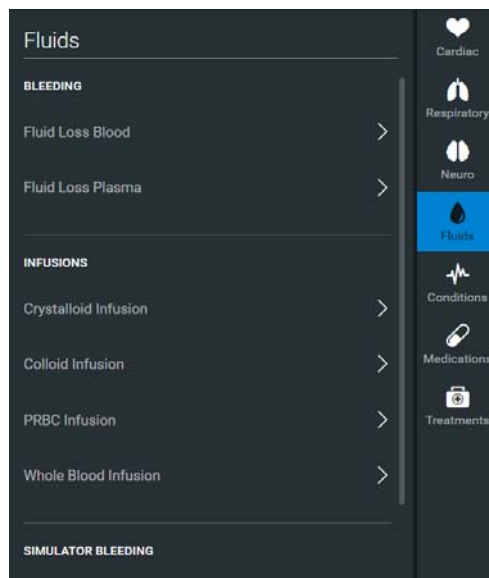 Fluids
BLEEDING
Fluid Loss Blood
Fluid Loss Plasma
INFUSIONS
Crystalloid Infusion
Colloid Infusion
PRBC Infusion
Whole Blood Infusion
SIMULATOR BLEEDING
Cardiac
Respiratory
Neuro
Fluids
Conditions
Medications
Treatments